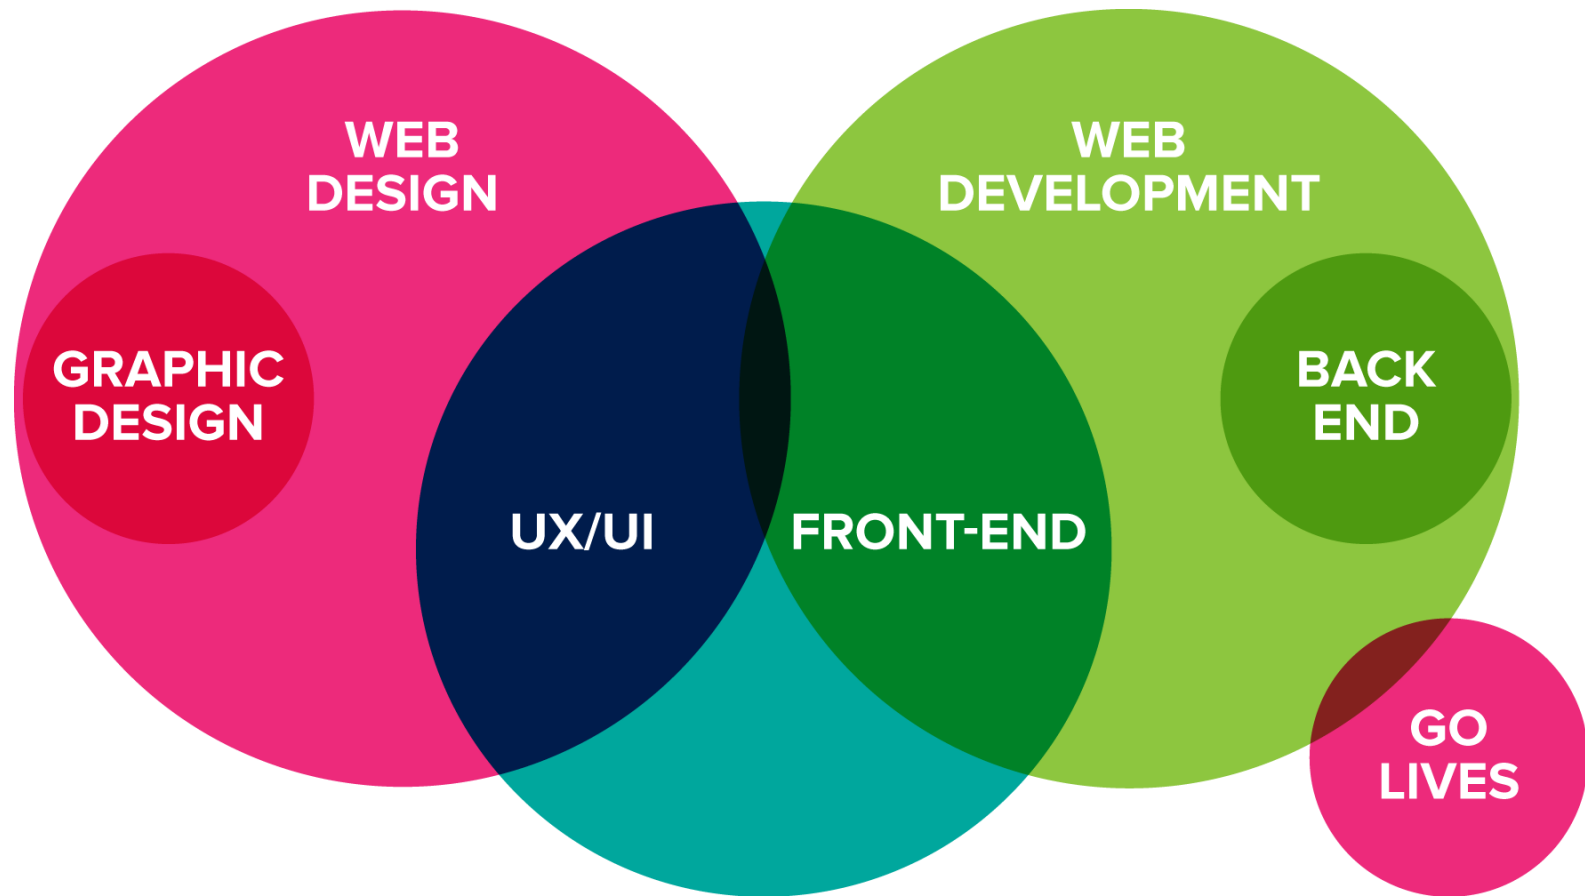 WEB
DESIGN
WEB
DEVELOPMENT
GRAPHIC
DESIGN
BACK
END
UX/UI
FRONT-END
GO
LIVES